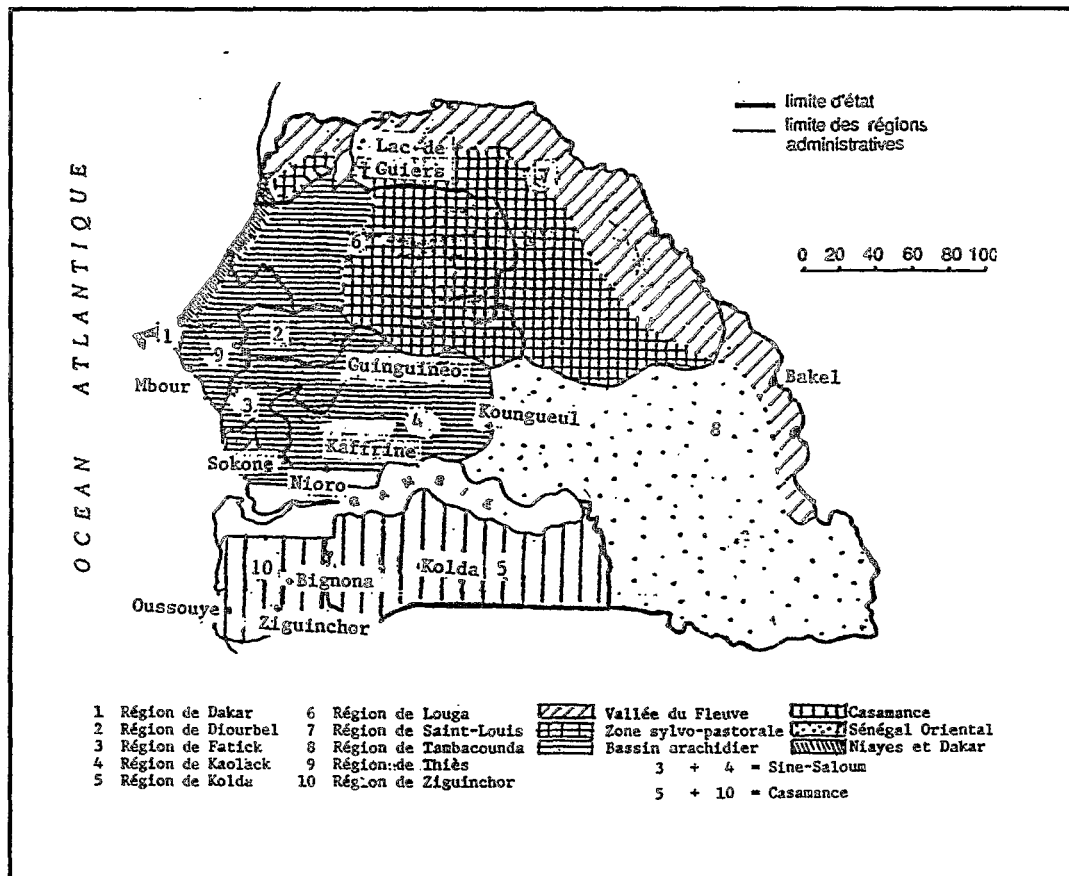 limite d'état
limite des régions
administratives
0 20 40 60 80 100
OCEAN ATLANTIQUE
Lac de
Guiers
7
6
1
2
9
Mbour
Guinguineo
Bakel
3
4
Koungueul
8
Kaffrine
Sokone
Nioro
GAMBIE
10
Bignona
Kolda 5
Oussouye
Ziguinchor
1 Région de Dakar
2 Région de Diourbel
3 Région de Fatick
4 Région de Kaolack
5 Région de Kolda
6 Région de Louga
7 Région de Saint-Louis
8 Région de Tambacounda
9 Région de Thiès
10 Région de Ziguinchor
Vallée du Fleuve
Zone sylvo-pastorale
Bassin arachidier
Casamance
Sénégal Oriental
Niayes et Dakar
3 + 4 = Sine-Saloum
5 + 10 = Casamance